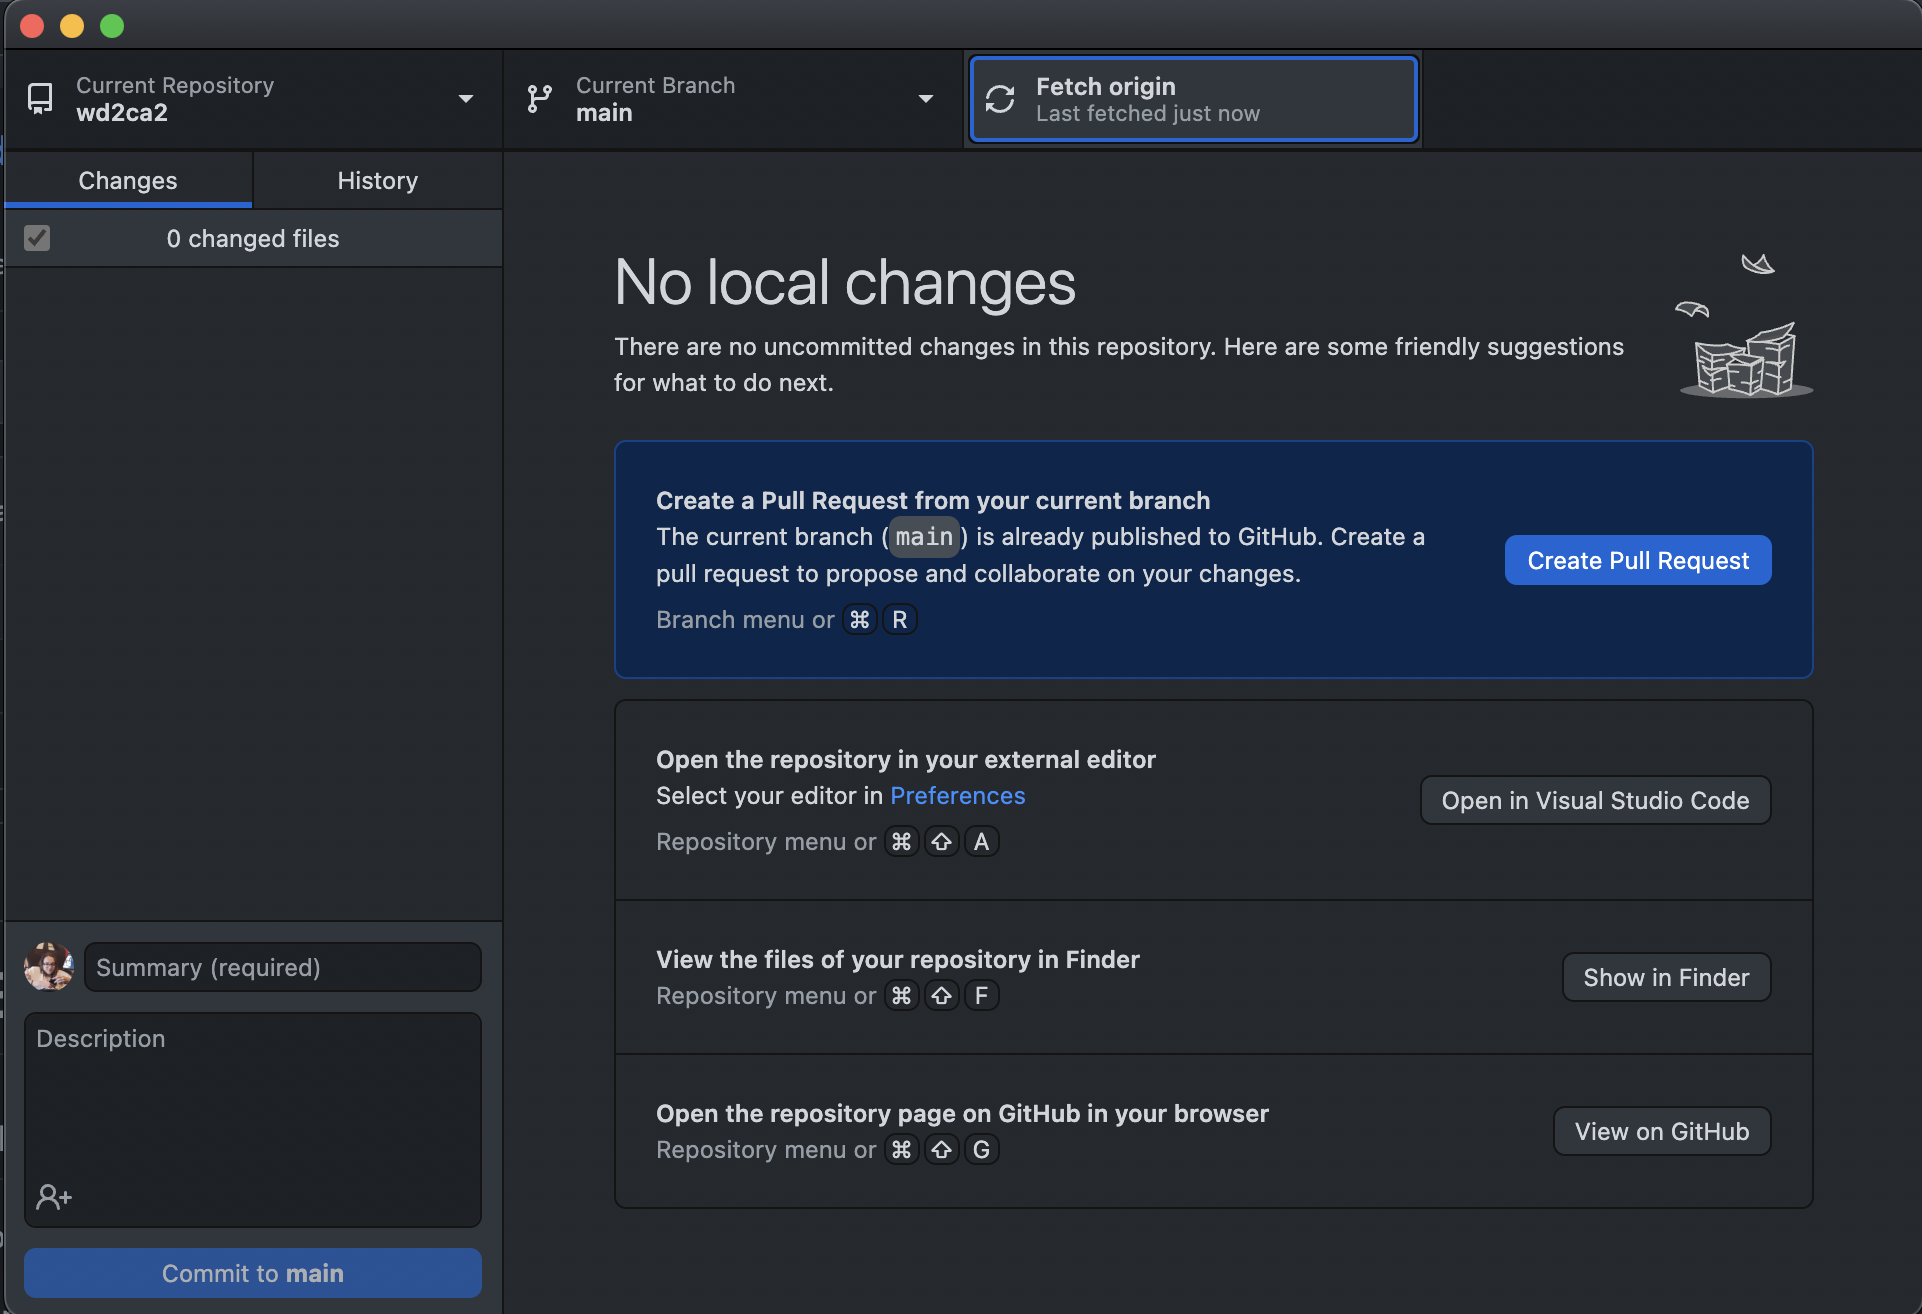 Current Repository
wd2ca2
Current Branch
main
Fetch origin
Last fetched just now
Changes
History
0 changed files
No local changes
There are no uncommitted changes in this repository. Here are some friendly suggestions
for what to do next.
Create a Pull Request from your current branch
The current branch (main) is already published to GitHub. Create a
pull request to propose and collaborate on your changes.
Branch menu or ⌘ R
Create Pull Request
Open the repository in your external editor
Select your editor in Preferences
Repository menu or ⌘ ⇧ A
Open in Visual Studio Code
View the files of your repository in Finder
Repository menu or ⌘ ⇧ F
Show in Finder
Open the repository page on GitHub in your browser
Repository menu or ⌘ ⇧ G
View on GitHub
Summary (required)
Description
Commit to main